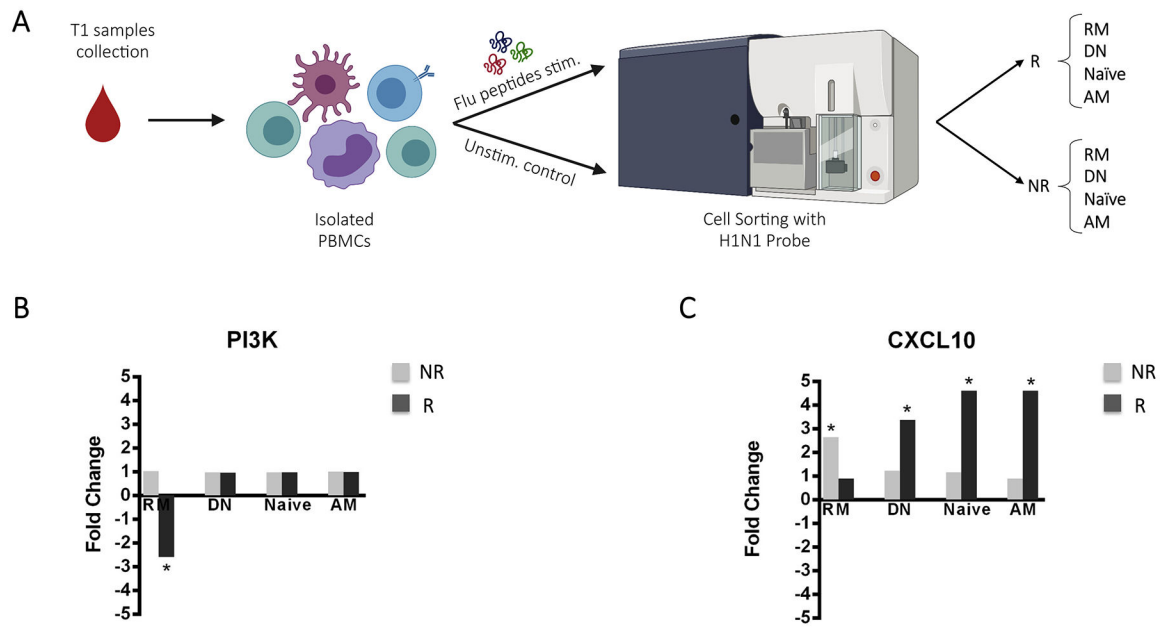 A
T1 samples
collection
Isolated
PBMCs
Flu peptides stim.
Unstim. control
Cell Sorting with
H1N1 Probe
R
RM
DN
Naïve
AM
NR
RM
DN
Naïve
AM
B
PI3K
Fold Change
5
4
3
2
1
0
-1
-2
-3
-4
-5
RM DN Naive AM
*
NR
R
C
CXCL10
Fold Change
5
4
3
2
1
0
-1
-2
-3
-4
-5
* * * *
RM DN Naive AM
NR
R